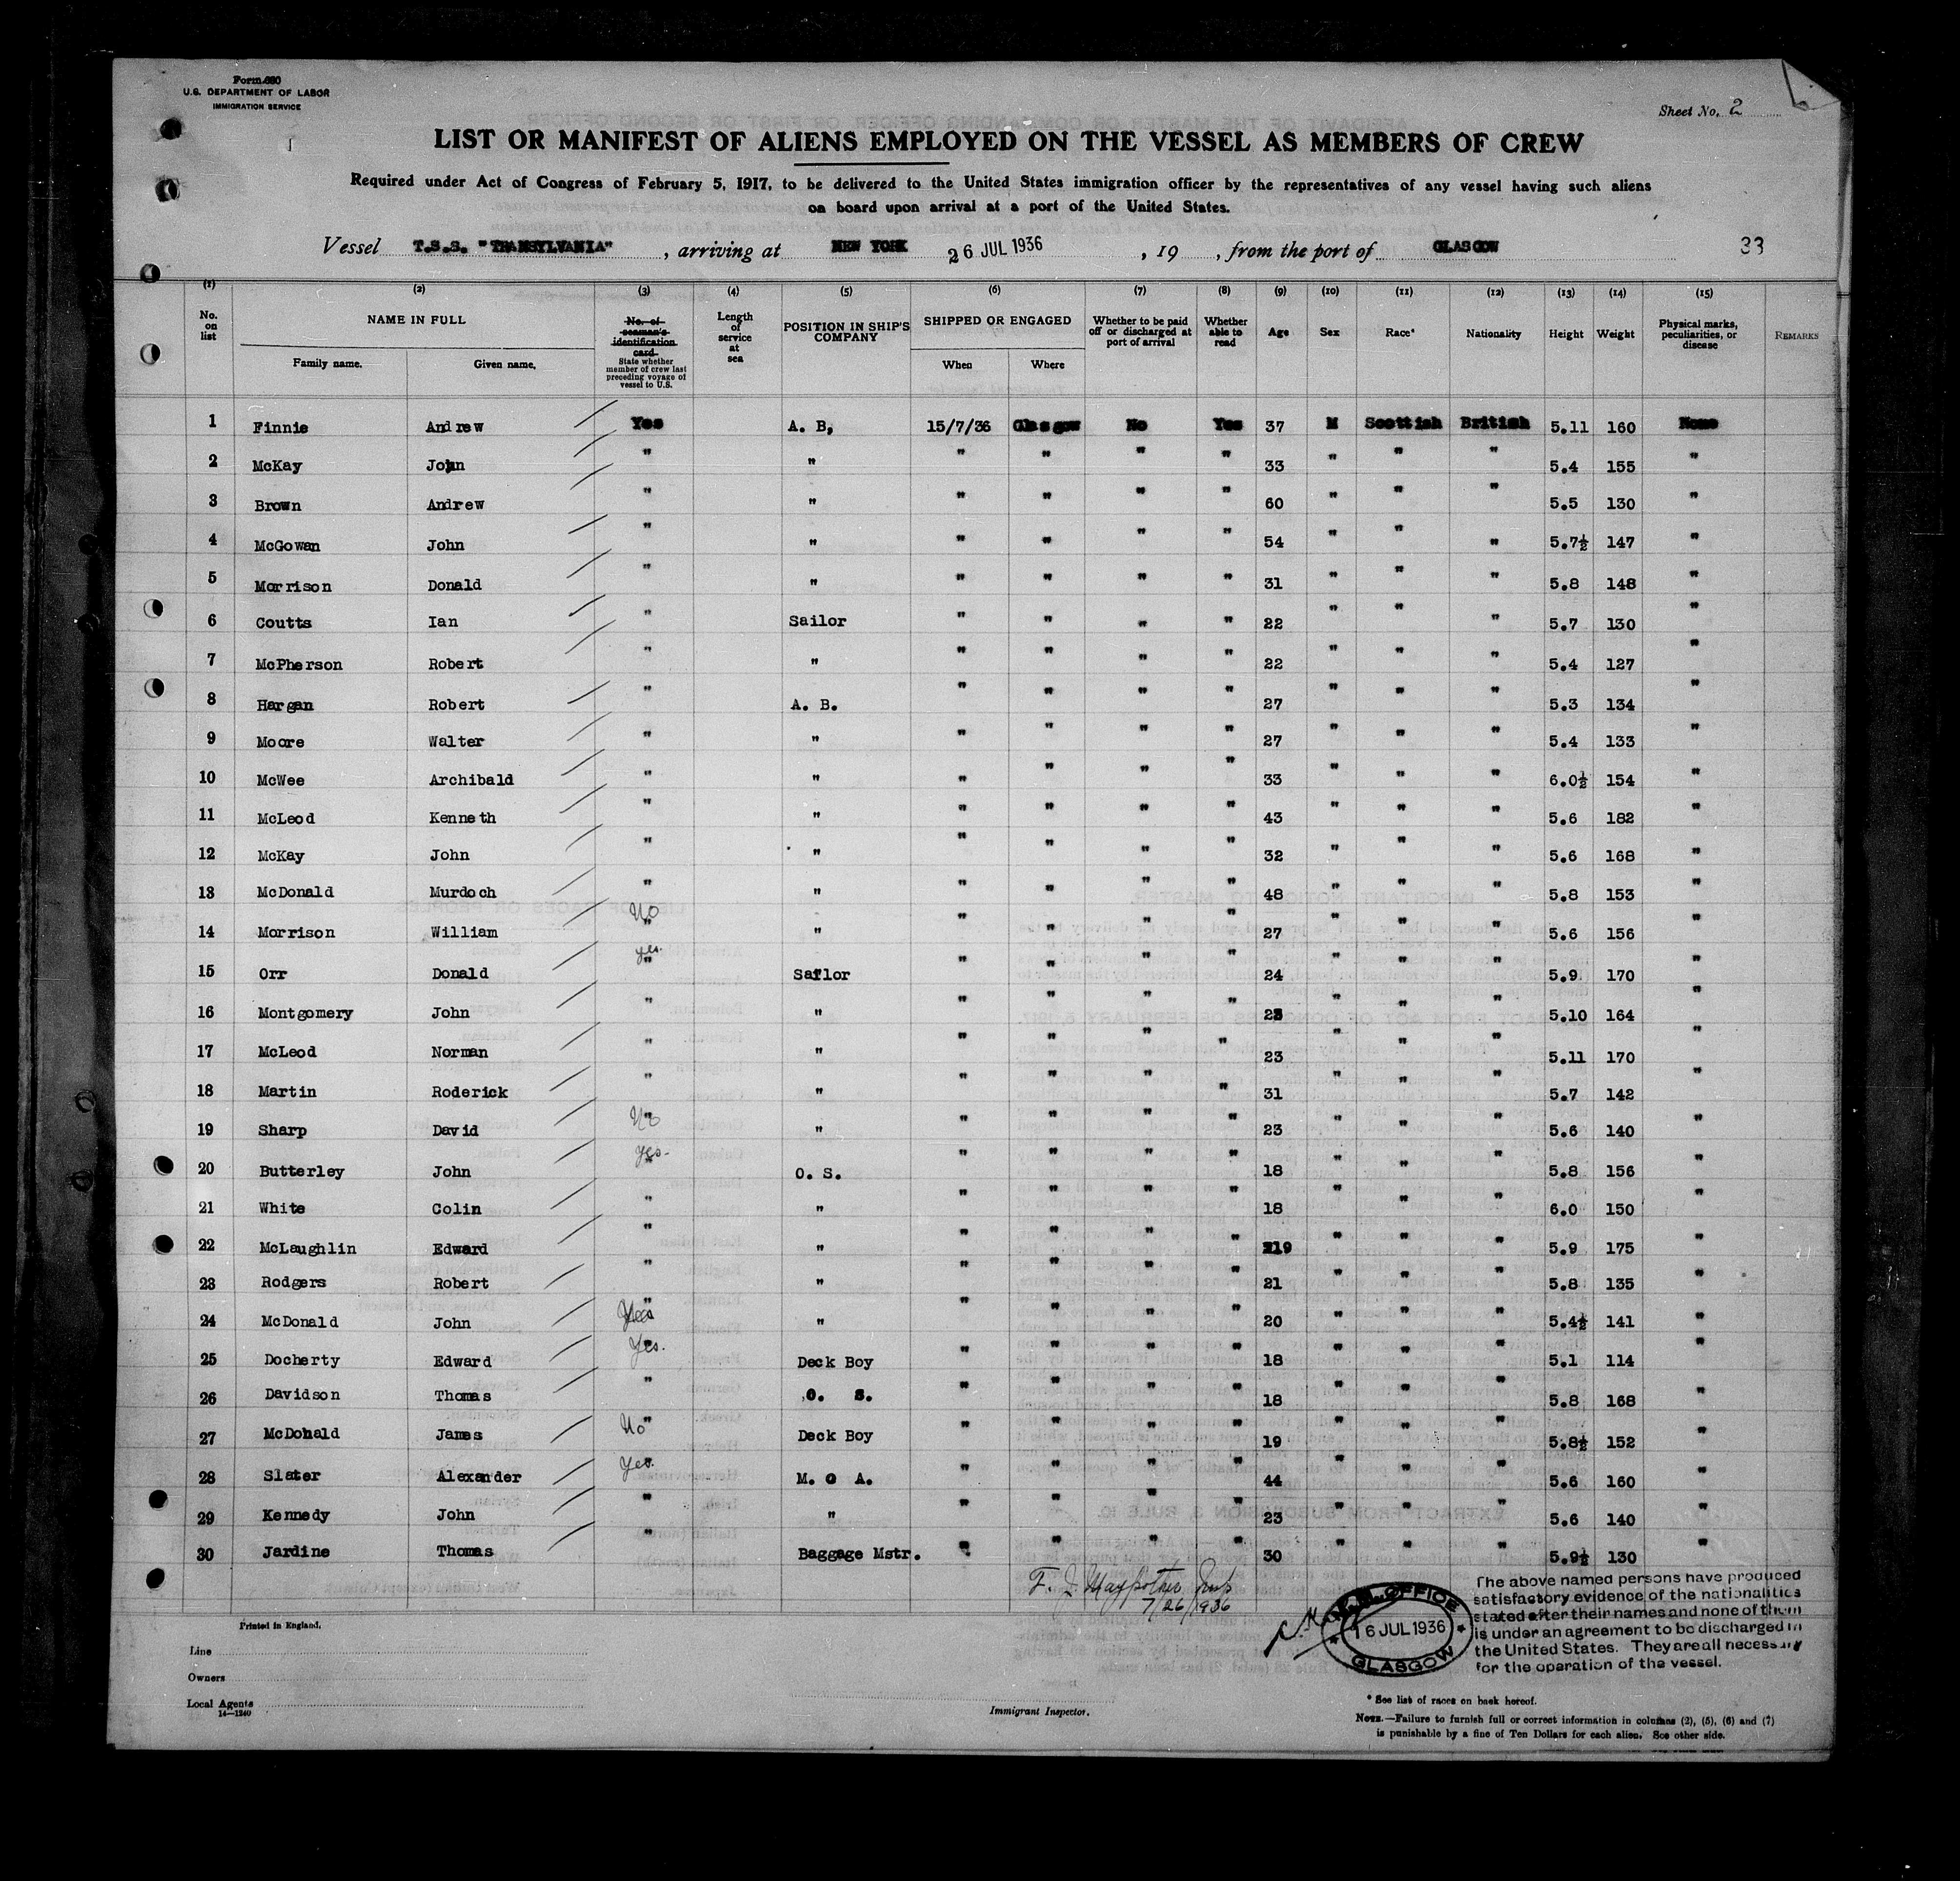 Form 680
U.S. DEPARTMENT OF LABOR
IMMIGRATION SERVICE
Sheet No. 2
LIST OR MANIFEST OF ALIENS EMPLOYED ON THE VESSEL AS MEMBERS OF CREW
Required under Act of Congress of February 5, 1917, to be delivered to the United States immigration officer by the representatives of any vessel having such aliens
on board upon arrival at a port of the United States.
Vessel T.S.S. "TRANSYLVANIA", arriving at NEW YORK 26 JUL 1936, 19 , from the port of GLASGOW 33
(1) (2) (3) (4) (5) (6) (7) (8) (9) (10) (11) (12) (13) (14) (15)
No. on list NAME IN FULL Family name. Given name. No. of seaman's identification card State whether member of crew last preceding voyage of vessel to U.S. Length of service at sea POSITION IN SHIP'S COMPANY SHIPPED OR ENGAGED When Where Whether to be paid off or discharged at port of arrival Whether able to read Age Sex Race* Nationality Height Weight Physical marks, peculiarities, or disease REMARKS
1 Finnie Andrew Yes A. B, 15/7/36 Glasgow No Yes 37 M Scottish British 5.11 160 None
2 McKay John " " " " " " 33 " " " 5.4 155 "
3 Brown Andrew " " " " " " 60 " " " 5.5 130 "
4 McGowan John " " " " " " 54 " " " 5.7½ 147 "
5 Morrison Donald " " " " " " 31 " " " 5.8 148 "
6 Coutts Ian " Sailor " " " " 22 " " " 5.7 130 "
7 McPherson Robert " " " " " " 22 " " " 5.4 127 "
8 Hargan Robert " A. B. " " " " 27 " " " 5.3 134 "
9 Moore Walter " " " " " " 27 " " " 5.4 133 "
10 McWee Archibald " " " " " " 33 " " " 6.0½ 154 "
11 McLeod Kenneth " " " " " " 43 " " " 5.6 182 "
12 McKay John " " " " " " 32 " " " 5.6 168 "
13 McDonald Murdoch " " " " " " 48 " " " 5.8 153 "
14 Morrison William No " " " " " " 27 " " " 5.6 156 "
15 Orr Donald yes. " Sailor " " " " 24 " " " 5.9 170 "
16 Montgomery John " " " " " " " " " 5.10 164 "
17 McLeod Norman " " " " " " 23 " " " 5.11 170 "
18 Martin Roderick " " " " " " 31 " " " 5.7 142 "
19 Sharp David No " " " " " " 23 " " " 5.6 140 "
20 Butterley John yes. " O. S. " " " " 18 " " " 5.8 156 "
21 White Colin " " " " " " 18 " " " 6.0 150 "
22 McLaughlin Edward " " " " " " 19 " " " 5.9 175 "
23 Rodgers Robert " " " " " " 21 " " " 5.8 135 "
24 McDonald John Yes " " " " " " 20 " " " 5.4½ 141 "
25 Docherty Edward Yes. " Deck Boy " " " " 18 " " " 5.1 114 "
26 Davidson Thomas " O. S. " " " " 18 " " " 5.8 168 "
27 McDonald James No " Deck Boy " " " " 19 " " " 5.8½ 152 "
28 Slater Alexander Yes. " M. O A. " " " " 44 " " " 5.6 160 "
29 Kennedy John " " " " " " 23 " " " 5.6 140 "
30 Jardine Thomas " Baggage Mstr. " " " " 30 " " " 5.9½ 130 "
7/26/1936
OFFICE
16 JUL 1936
GLASGOW
The above named persons have produced
satisfactory evidence of the nationalities
stated after their names and none of them
is under an agreement to be discharged in
the United States. They are all necessary
for the operation of the vessel.
Printed in England.
Line
Owners
Local Agents
14—1240
Immigrant Inspector.
* See list of races on back hereof.
NOTE.—Failure to furnish full or correct information in columns (2), (5), (6) and (7)
is punishable by a fine of Ten Dollars for each alien. See other side.